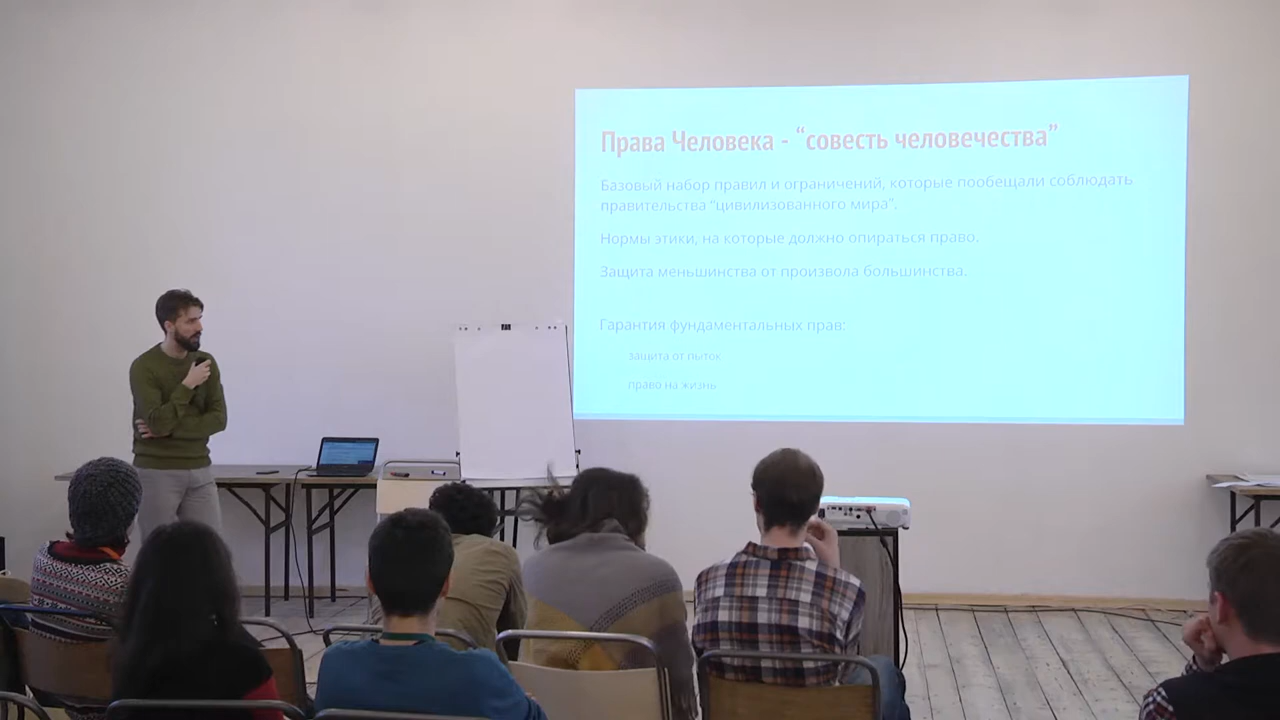 Права Человека - “совесть человечества”
Базовый набор правил и ограничений, которые пообещали соблюдать
правительства “цивилизованного мира”.
Нормы этики, на которые должно опираться право.
Защита меньшинства от произвола большинства.
Гарантия фундаментальных прав:
защита от пыток
право на жизнь